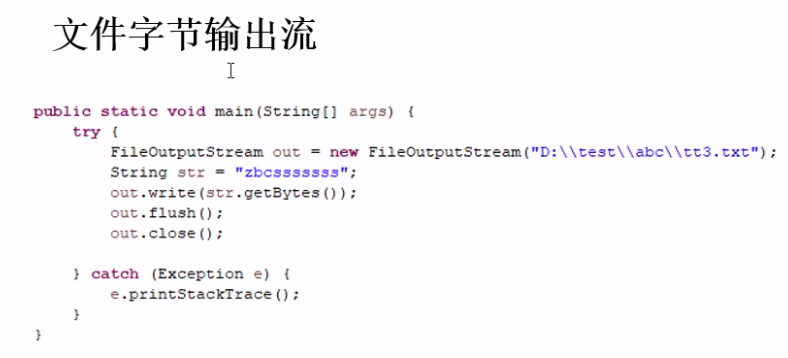 文件字节输出流
public static void main(String[] args) {
try {
FileOutputStream out = new FileOutputStream("D:\\test\\abc\\tt3.txt");
String str = "zbcsssssss";
out.write(str.getBytes());
out.flush();
out.close();
} catch (Exception e) {
e.printStackTrace();
}
}